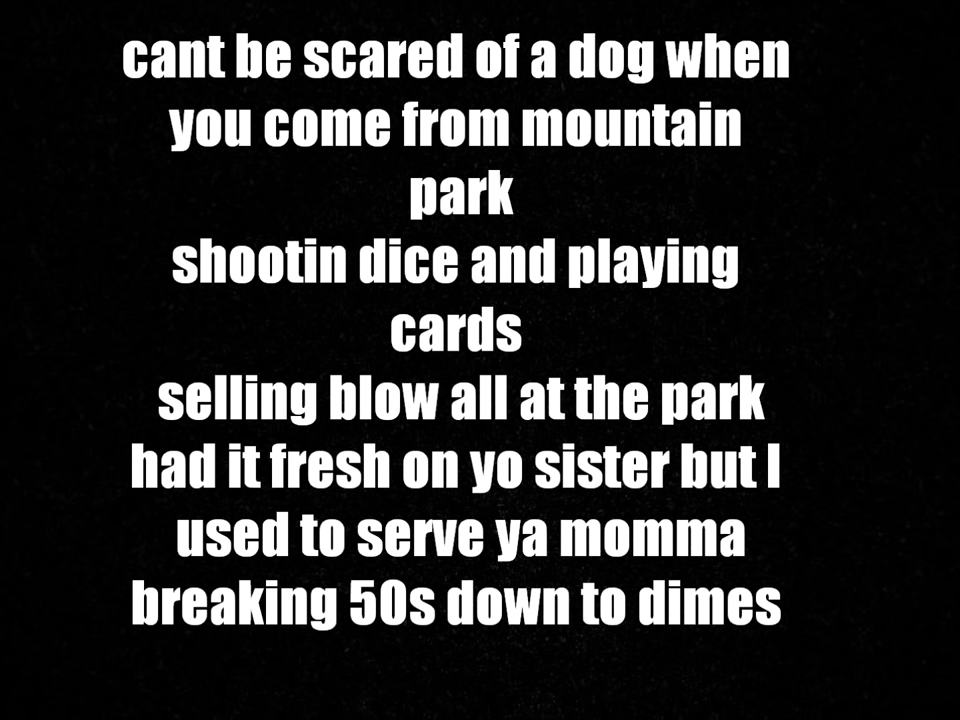 cant be scared of a dog when
you come from mountain
park
shootin dice and playing
cards
selling blow all at the park
had it fresh on yo sister but I
used to serve ya momma
breaking 50s down to dimes